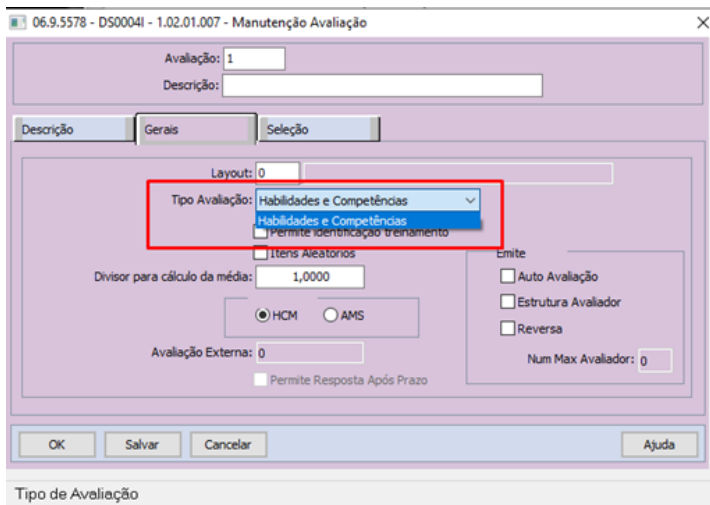 06.9.5578 - DS0004I - 1.02.01.007 - Manutenção Avaliação
Avaliação: 1
Descrição:
Descrição Gerais Seleção
Layout: 0
Tipo Avaliação: Habilidades e Competências
Habilidades e Competências
Permite identificação treinamento
Itens Aleatórios
Divisor para cálculo da média: 1,0000
HCM AMS
Avaliação Externa: 0
Permite Resposta Após Prazo
Emite
Auto Avaliação
Estrutura Avaliador
Reversa
Num Max Avaliador: 0
OK Salvar Cancelar Ajuda
Tipo de Avaliação